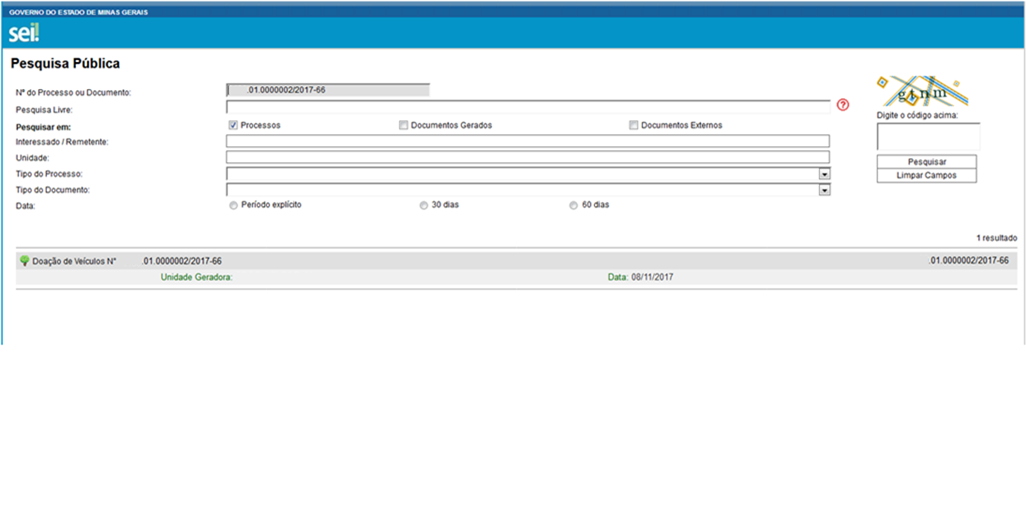 GOVERNO DO ESTADO DE MINAS GERAIS
sei!
Pesquisa Pública
Nº do Processo ou Documento: .01.0000002/2017-66
Pesquisa Livre: ?
Pesquisar em: Processos Documentos Gerados Documentos Externos
Interessado / Remetente:
Unidade:
Tipo do Processo:
Tipo do Documento:
Data: Período explícito 30 dias 60 dias
Digite o código acima:
Pesquisar
Limpar Campos
1 resultado
Doação de Veículos N° .01.0000002/2017-66 .01.0000002/2017-66
Unidade Geradora: Data: 08/11/2017